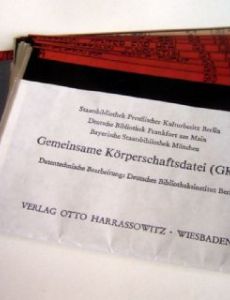 Staatsbibliothek Preußischer Kulturbesitz Berlin
Deutsche Bibliothek Frankfurt am Main
Bayerische Staatsbibliothek München
Gemeinsame Körperschaftsdatei (GK
Datentechnische Bearbeitung: Deutsches Bibliotheksinstitut Ber
VERLAG OTTO HARRASSOWITZ · WIESBADEN